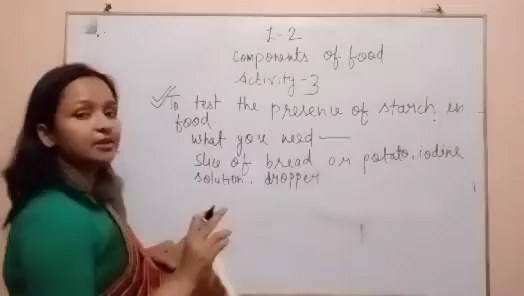 L-2
Components of food
Activity-3
To test the presence of starch in
food
What you need —
Slice of bread or potato, iodine
solution, dropper